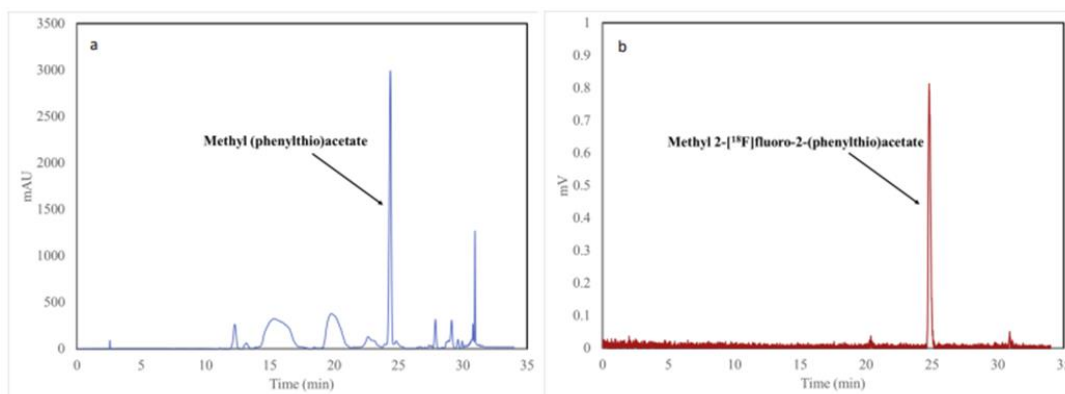 a
3500
3000
2500
2000
1500
1000
500
0
mAU
0 5 10 15 20 25 30 35
Time (min)
Methyl (phenylthio)acetate
b
1
0.9
0.8
0.7
0.6
0.5
0.4
0.3
0.2
0.1
0
mV
0 5 10 15 20 25 30
Time (min)
Methyl 2-[¹⁸F]fluoro-2-(phenylthio)acetate